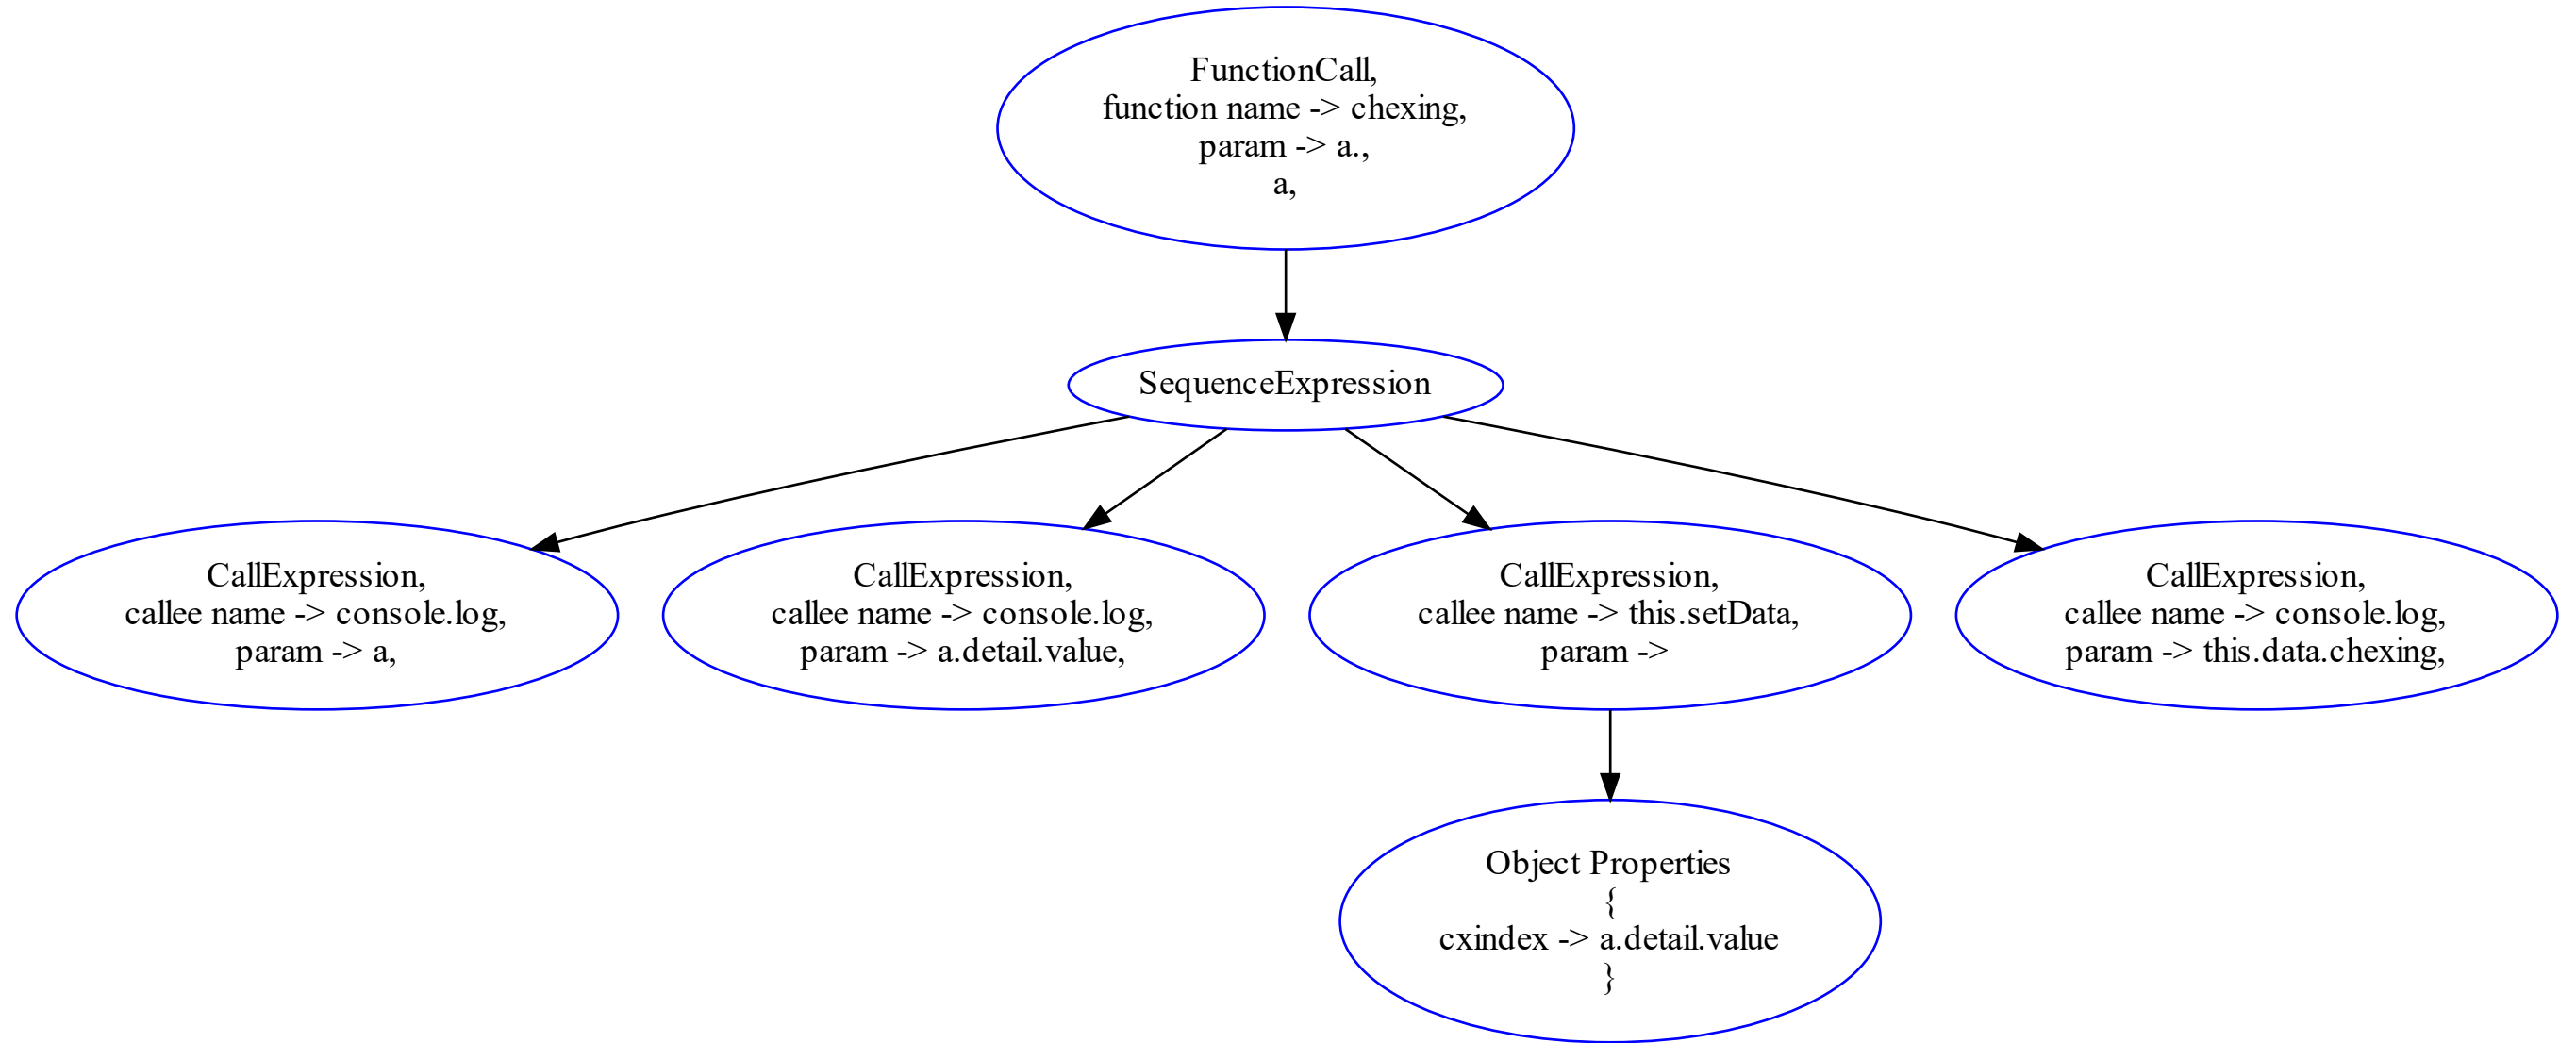 FunctionCall,
function name -> chexing,
param -> a.,
a,
SequenceExpression
CallExpression,
callee name -> console.log,
param -> a,
CallExpression,
callee name -> console.log,
param -> a.detail.value,
CallExpression,
callee name -> this.setData,
param ->
CallExpression,
callee name -> console.log,
param -> this.data.chexing,
Object Properties
{
cxindex -> a.detail.value
}